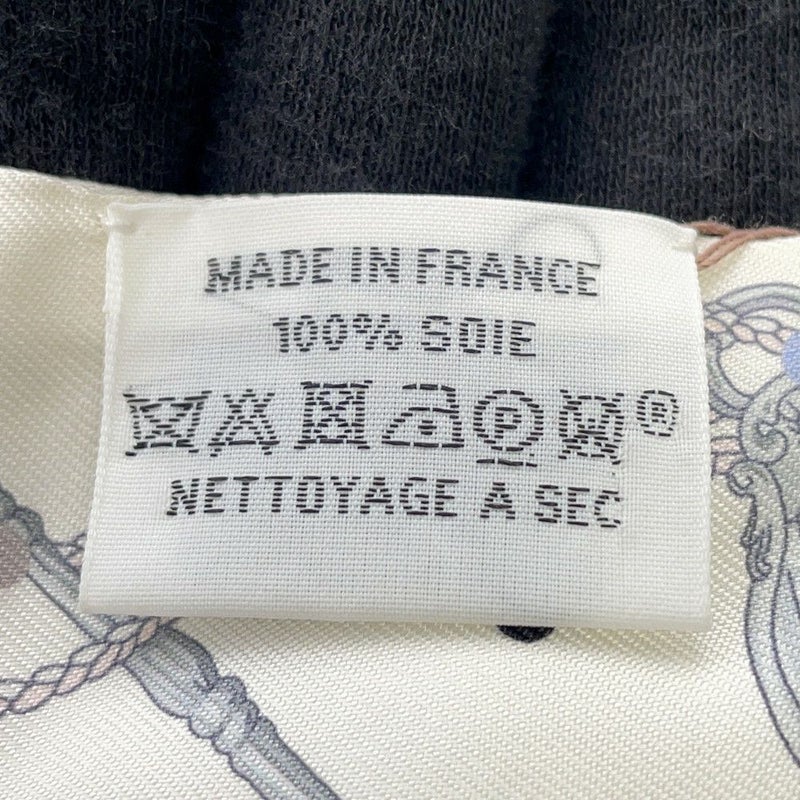 MADE IN FRANCE
100% SOIE
P ®
NETTOYAGE A SEC